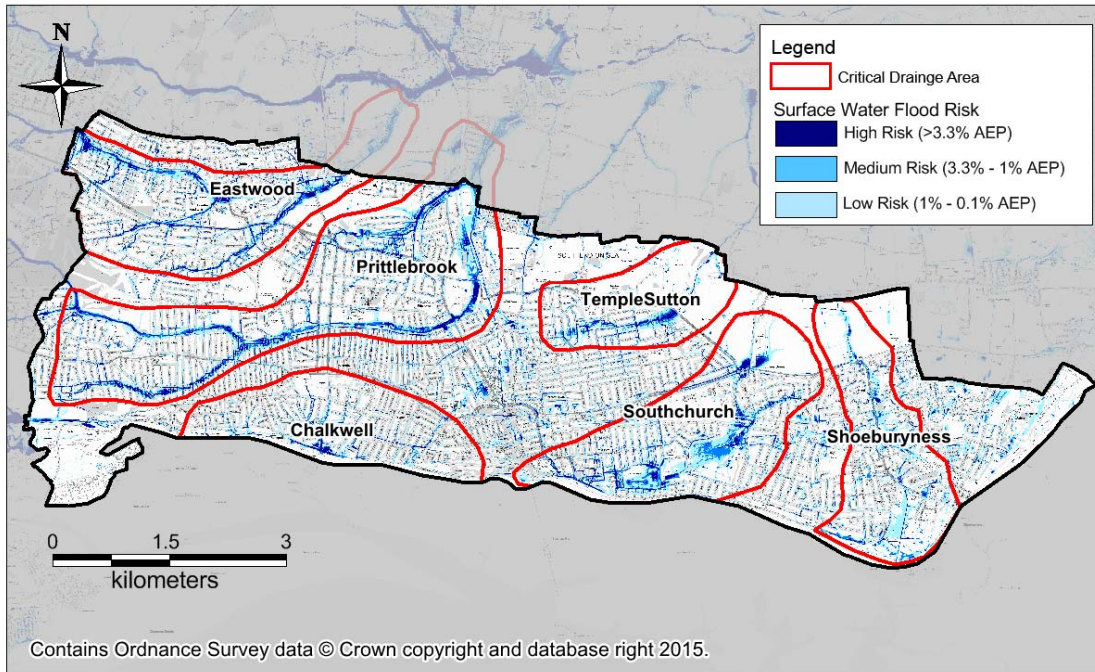 N
Legend
Critical Drainge Area
Surface Water Flood Risk
High Risk (>3.3% AEP)
Medium Risk (3.3% - 1% AEP)
Low Risk (1% - 0.1% AEP)
Eastwood
Prittlebrook
TempleSutton
Southchurch
Chalkwell
Shoeburyness
0 1.5 3
kilometers
Contains Ordnance Survey data © Crown copyright and database right 2015.